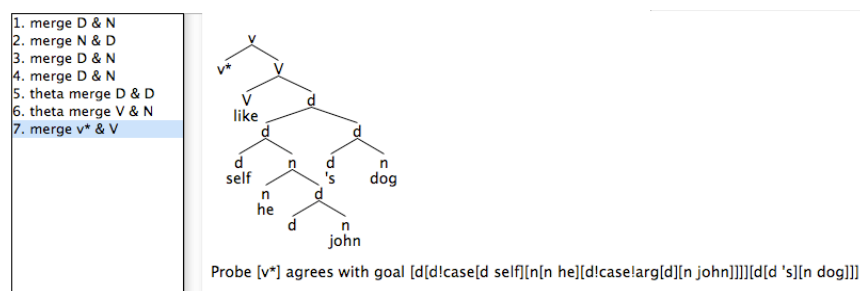 1. merge D & N
2. merge N & D
3. merge D & N
4. merge D & N
5. theta merge D & D
6. theta merge V & N
7. merge v* & V
v
v* V
V d
like
d d
d n d n
self 's dog
n d
he
d n
john
Probe [v*] agrees with goal [d[d!case[d self][n[n he][d!case!arg[d][n john]]]][d[d 's][n dog]]]